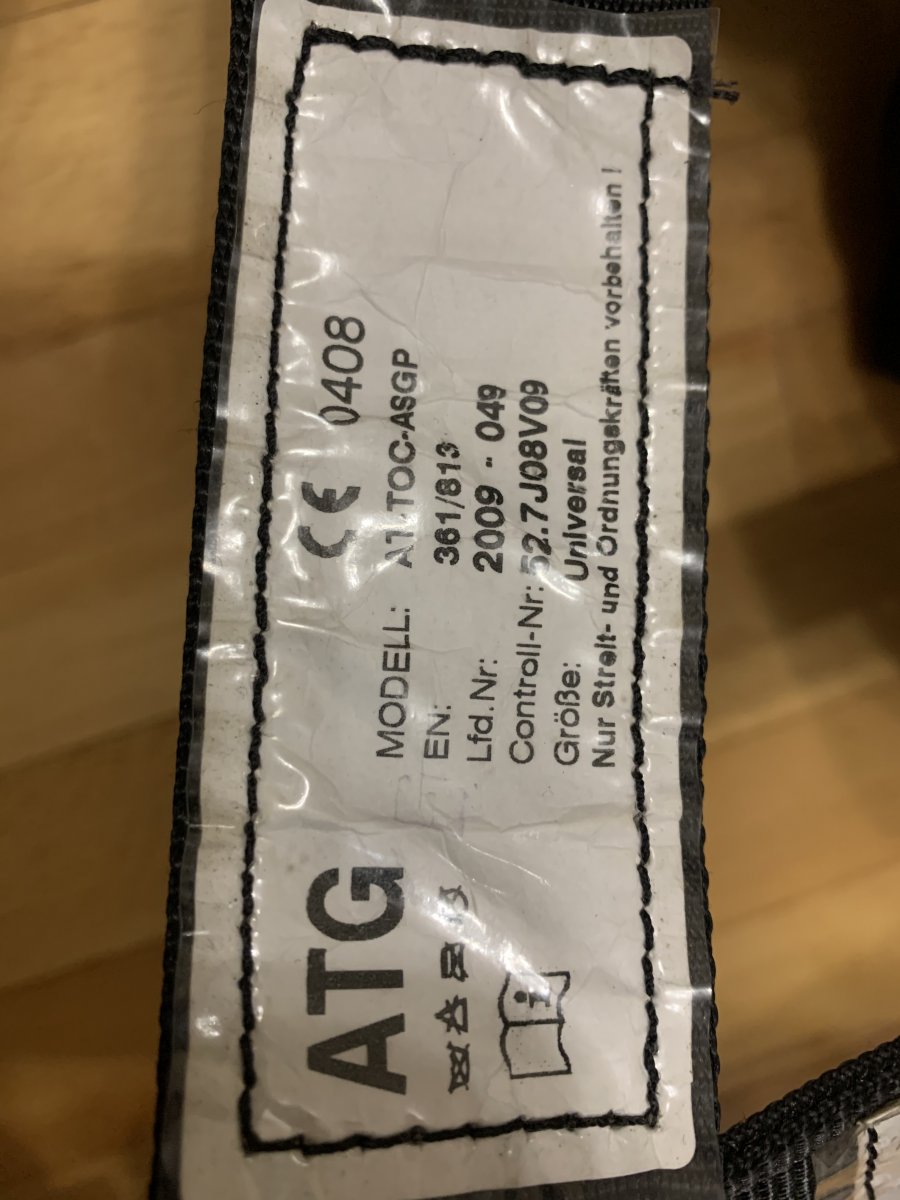 ATG
CE 0408
MODELL: A1-TOC-ASGP
EN: 361/813
Lfd.Nr: 2009 - 049
Controll-Nr: 52.7J08V09
Größe: Universal
Nur Streit- und Ordnungskräften vorbehalten !